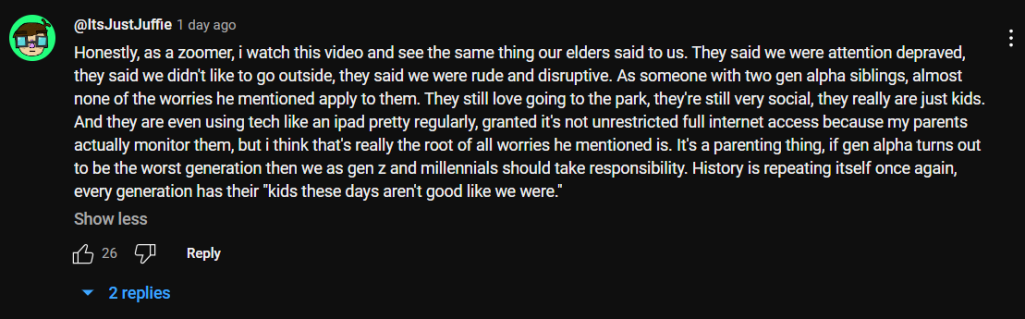 @ItsJustJuffie 1 day ago
Honestly, as a zoomer, i watch this video and see the same thing our elders said to us. They said we were attention depraved,
they said we didn't like to go outside, they said we were rude and disruptive. As someone with two gen alpha siblings, almost
none of the worries he mentioned apply to them. They still love going to the park, they're still very social, they really are just kids.
And they are even using tech like an ipad pretty regularly, granted it's not unrestricted full internet access because my parents
actually monitor them, but i think that's really the root of all worries he mentioned is. It's a parenting thing, if gen alpha turns out
to be the worst generation then we as gen z and millennials should take responsibility. History is repeating itself once again,
every generation has their "kids these days aren't good like we were."
Show less
26 Reply
2 replies